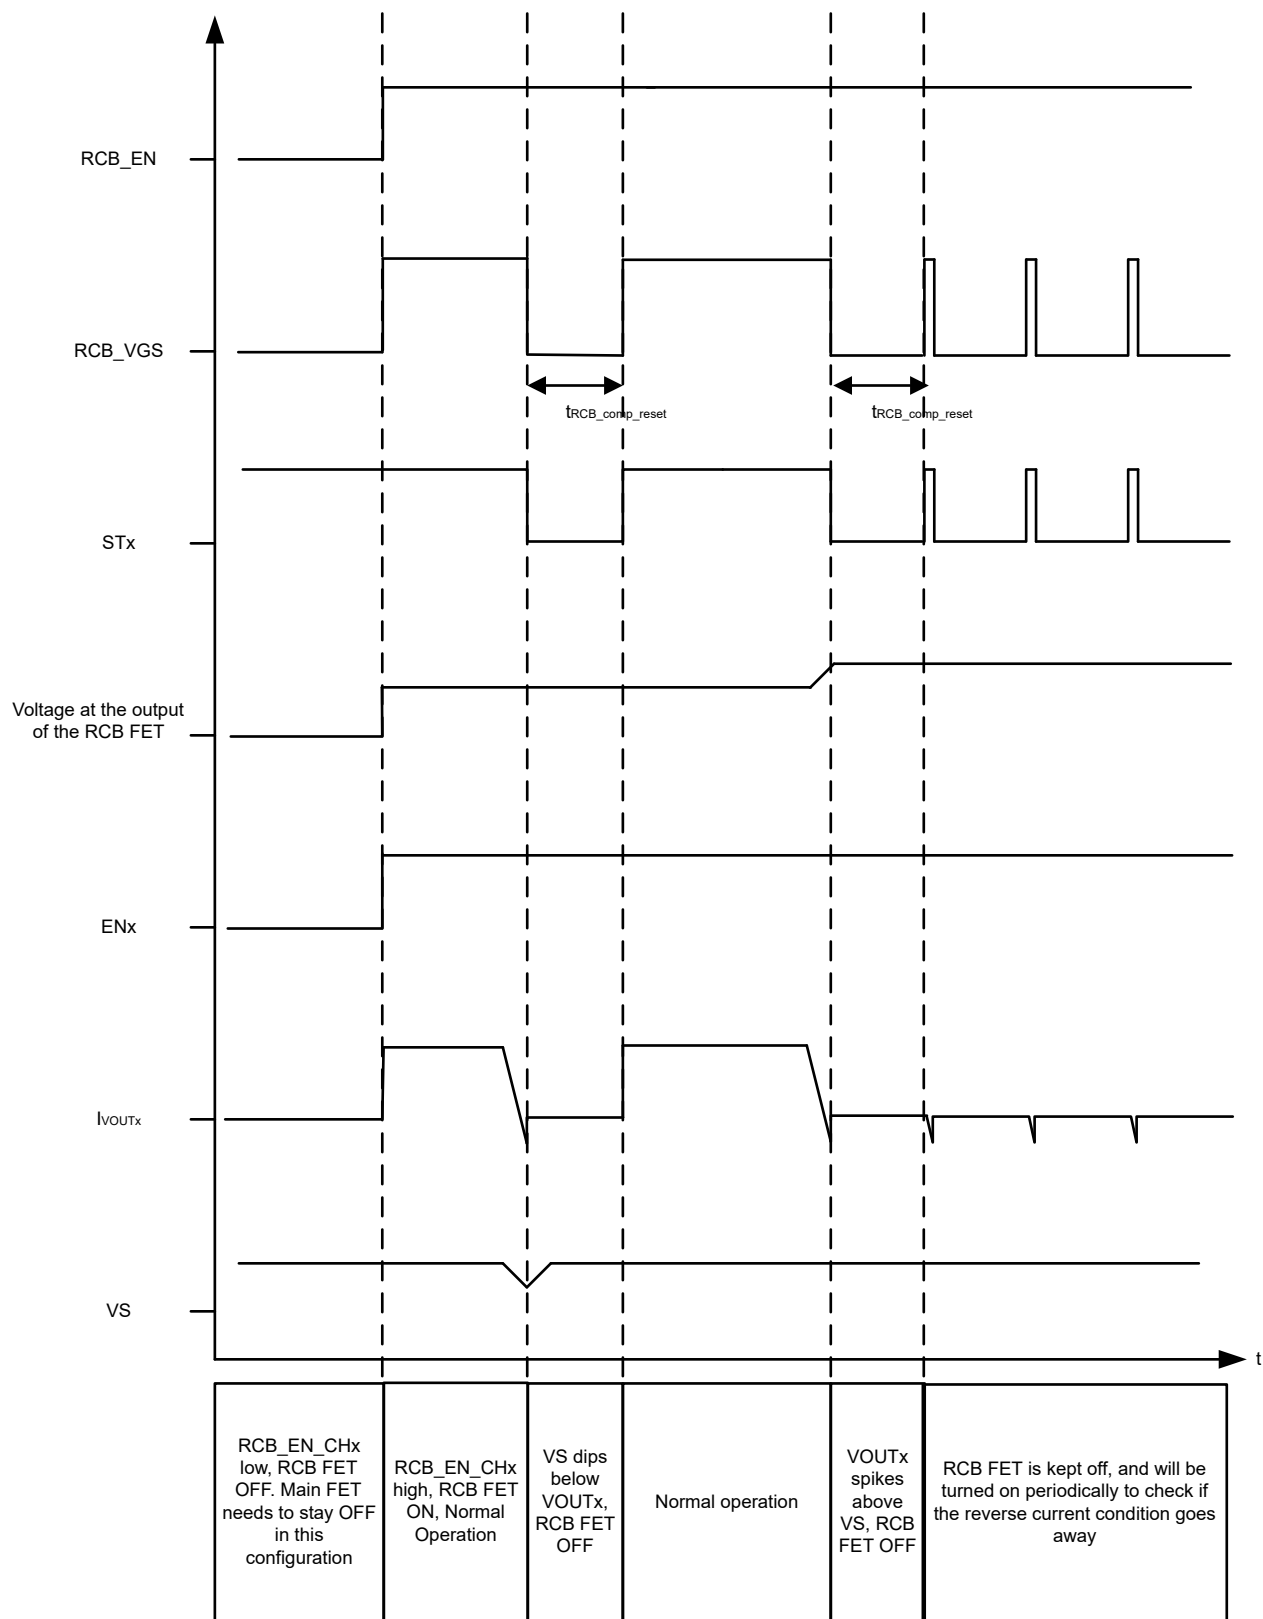 RCB_EN
RCB_VGS
tRCB_comp_reset
tRCB_comp_reset
STx
Voltage at the output
of the RCB FET
ENx
IVOUTx
VS
t
RCB_EN_CHx
low, RCB FET
OFF. Main FET
needs to stay OFF
in this
configuration
RCB_EN_CHx
high, RCB FET
ON, Normal
Operation
VS dips
below
VOUTx,
RCB FET
OFF
Normal operation
VOUTx
spikes
above
VS, RCB
FET OFF
RCB FET is kept off, and will be
turned on periodically to check if
the reverse current condition goes
away